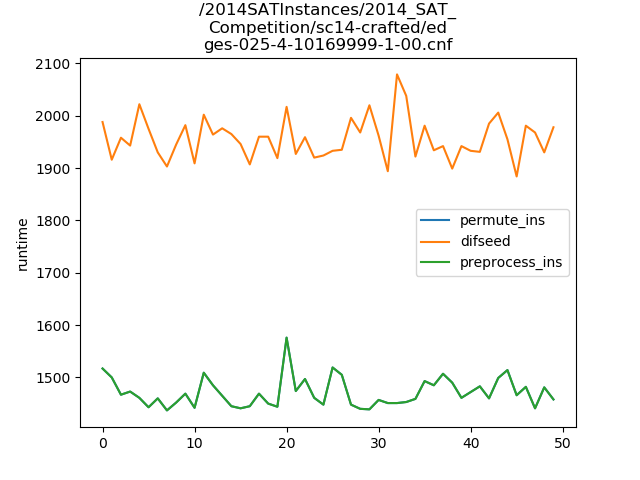 /2014SATInstances/2014_SAT_
Competition/sc14-crafted/ed
ges-025-4-10169999-1-00.cnf
2100
2000
1900
1800
1700
1600
1500
runtime
permute_ins
difseed
preprocess_ins
0
10
20
30
40
50